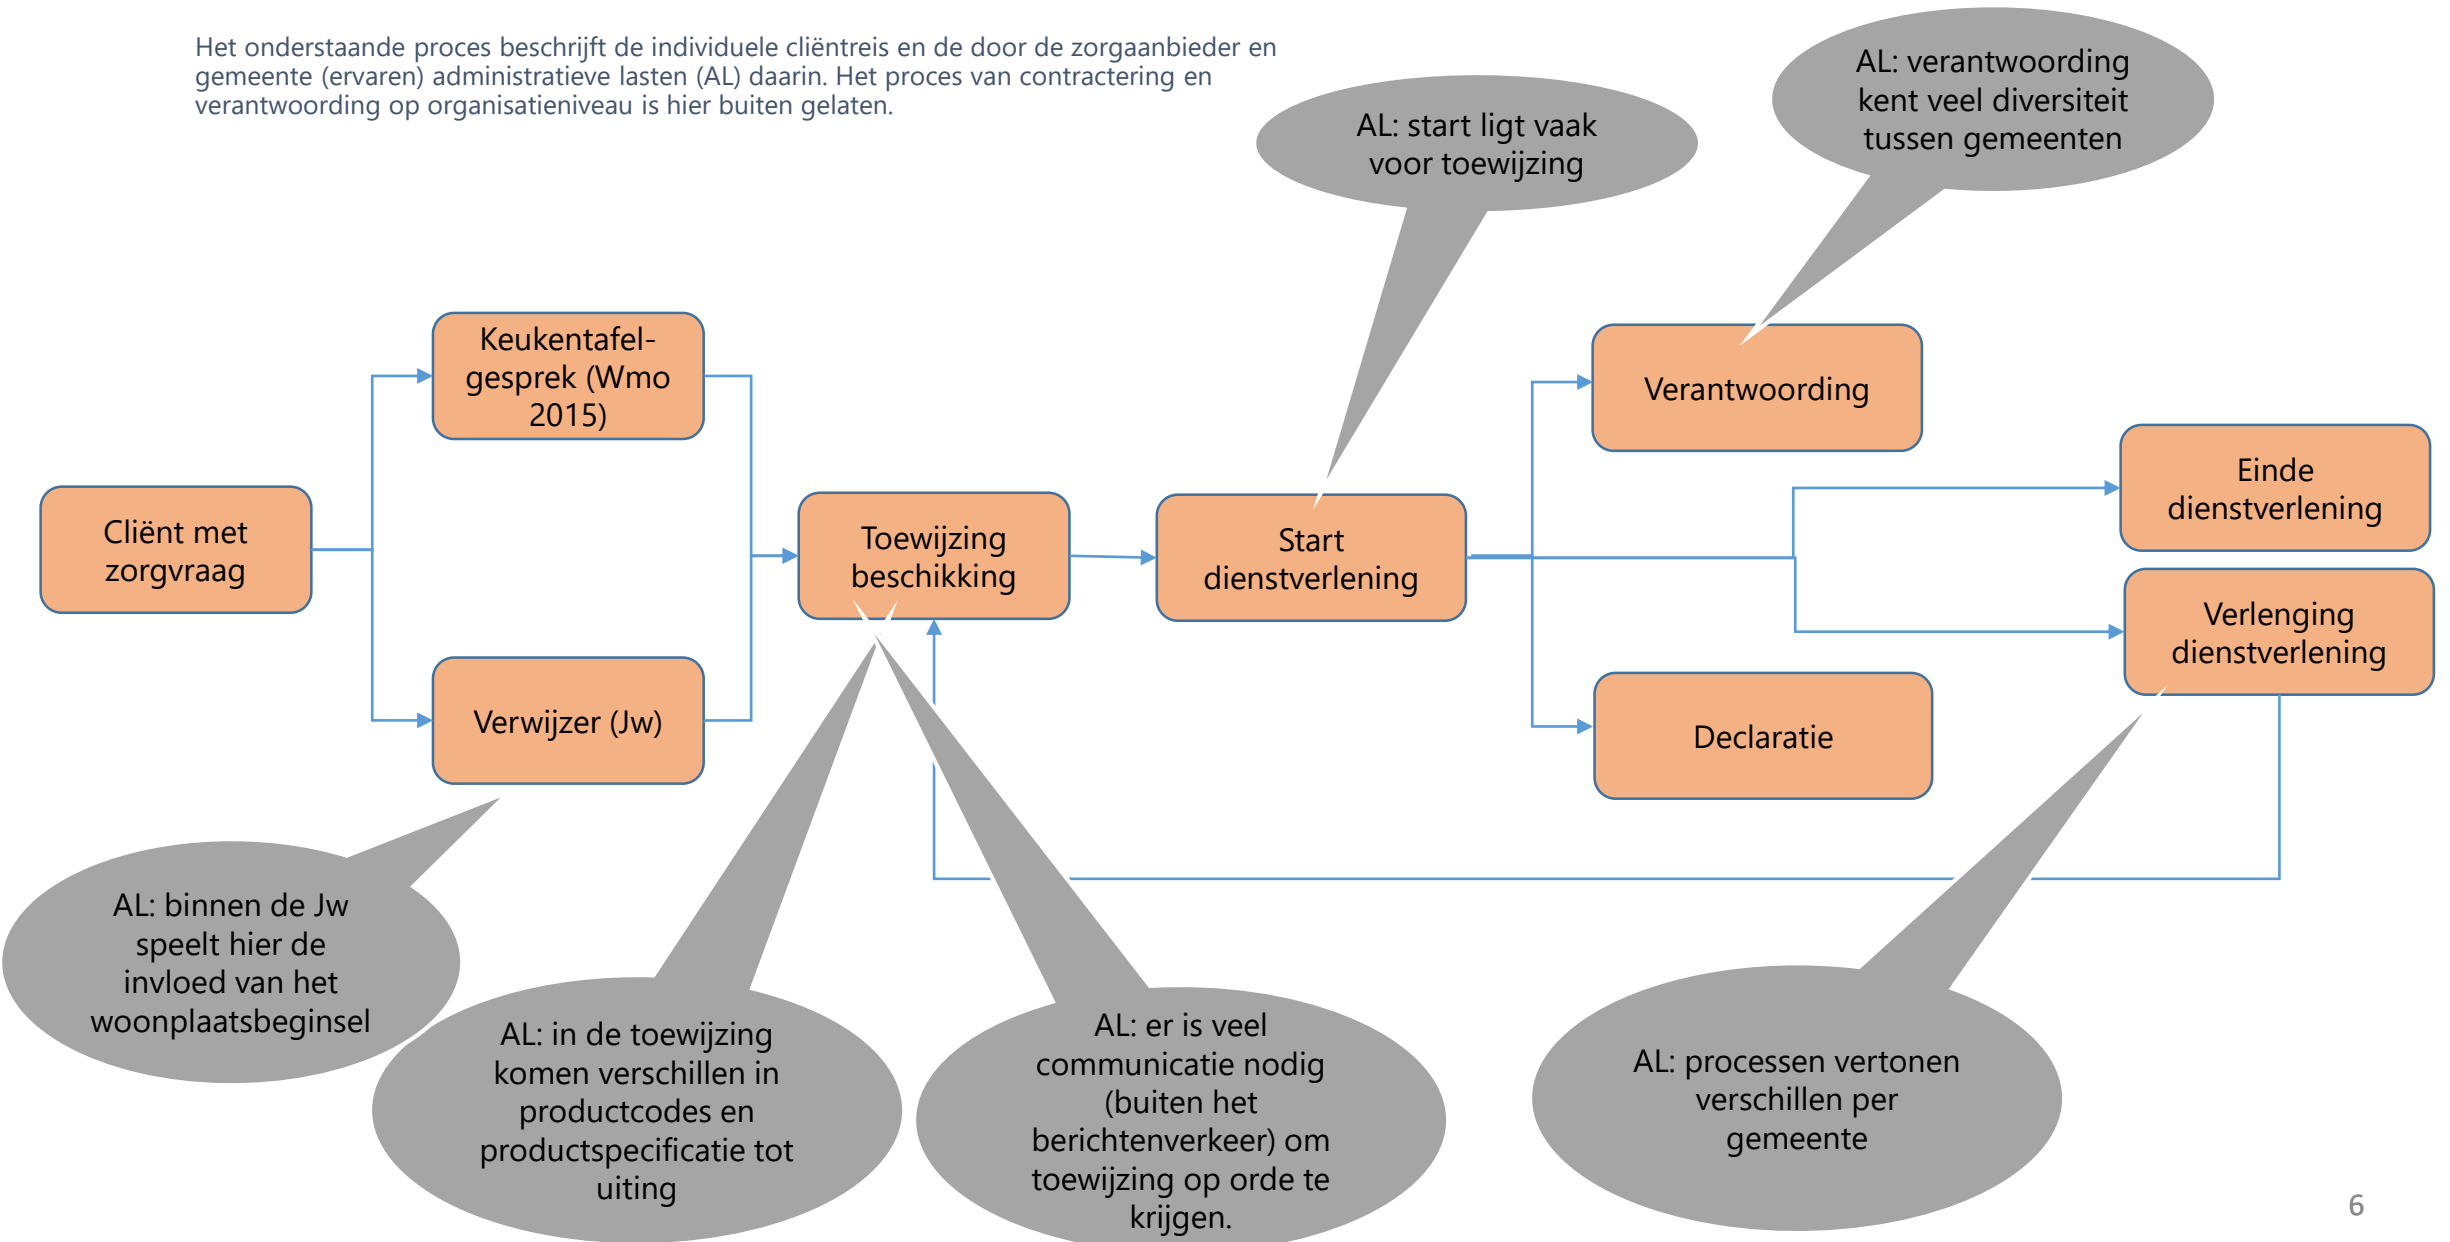 Het onderstaande proces beschrijft de individuele cliëntreis en de door de zorgaanbieder en
gemeente (ervaren) administratieve lasten (AL) daarin. Het proces van contractering en
verantwoording op organisatieniveau is hier buiten gelaten.
AL: start ligt vaak
voor toewijzing
AL: verantwoording
kent veel diversiteit
tussen gemeenten
Cliënt met
zorgvraag
Keukentafel-
gesprek (Wmo
2015)
Verwijzer (Jw)
Toewijzing
beschikking
Start
dienstverlening
Verantwoording
Declaratie
Einde
dienstverlening
Verlenging
dienstverlening
AL: binnen de Jw
speelt hier de
invloed van het
woonplaatsbeginsel
AL: in de toewijzing
komen verschillen in
productcodes en
productspecificatie tot
uiting
AL: er is veel
communicatie nodig
(buiten het
berichtenverkeer) om
toewijzing op orde te
krijgen.
AL: processen vertonen
verschillen per
gemeente
6